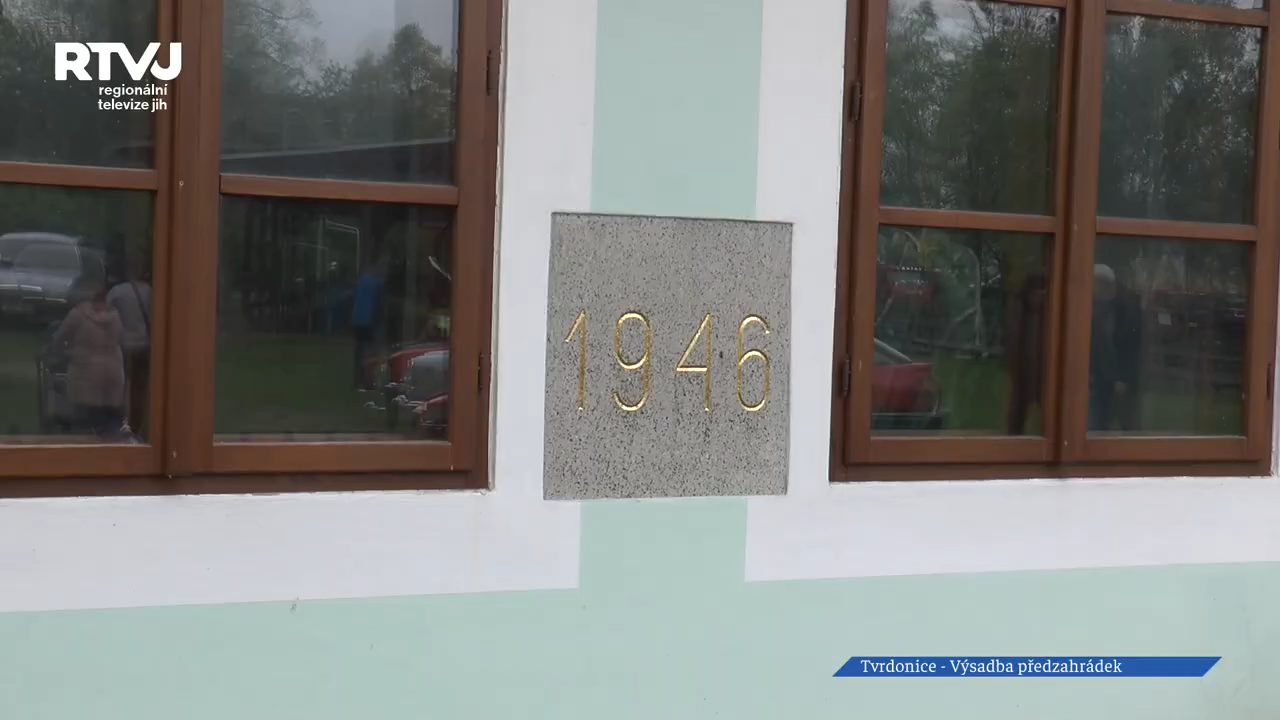 RTVJ
regionální
televize jih
1946
Tvrdonice - Výsadba předzahrádek